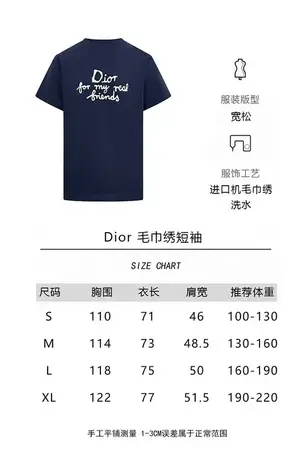 Dior
for my real
friends
服装版型
宽松
服饰工艺
进口机毛巾绣
洗水
Dior 毛巾绣短袖
SIZE CHART
尺码 胸围 衣长 肩宽 推荐体重
S 110 71 46 100-130
M 114 73 48.5 130-160
L 118 75 50 160-190
XL 122 77 51.5 190-220
手工平铺测量 1-3CM误差属于正常范围